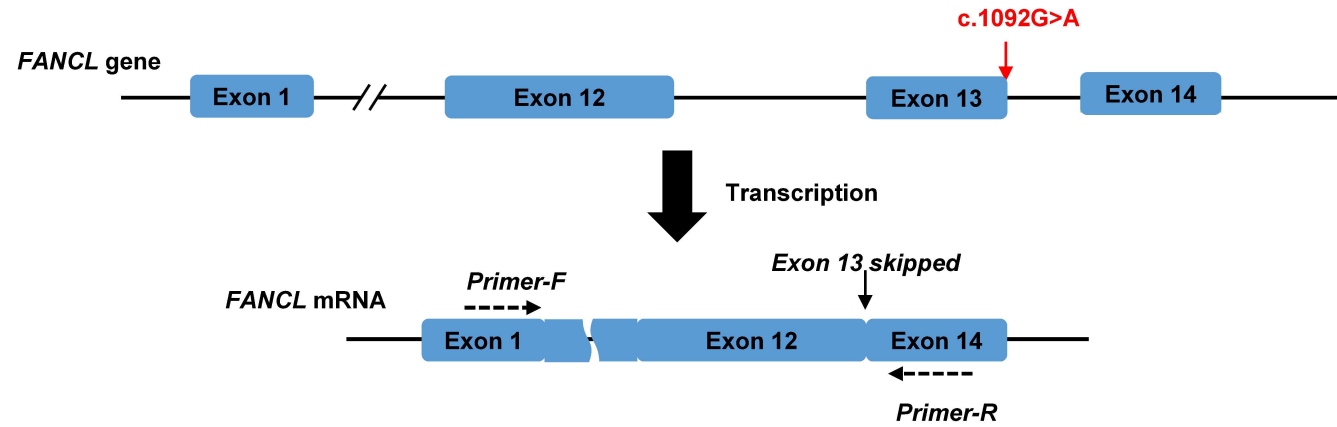 c.1092G>A
FANCL gene
Exon 1
Exon 12
Exon 13
Exon 14
Transcription
Exon 13 skipped
Primer-F
FANCL mRNA
Exon 1
Exon 12
Exon 14
Primer-R